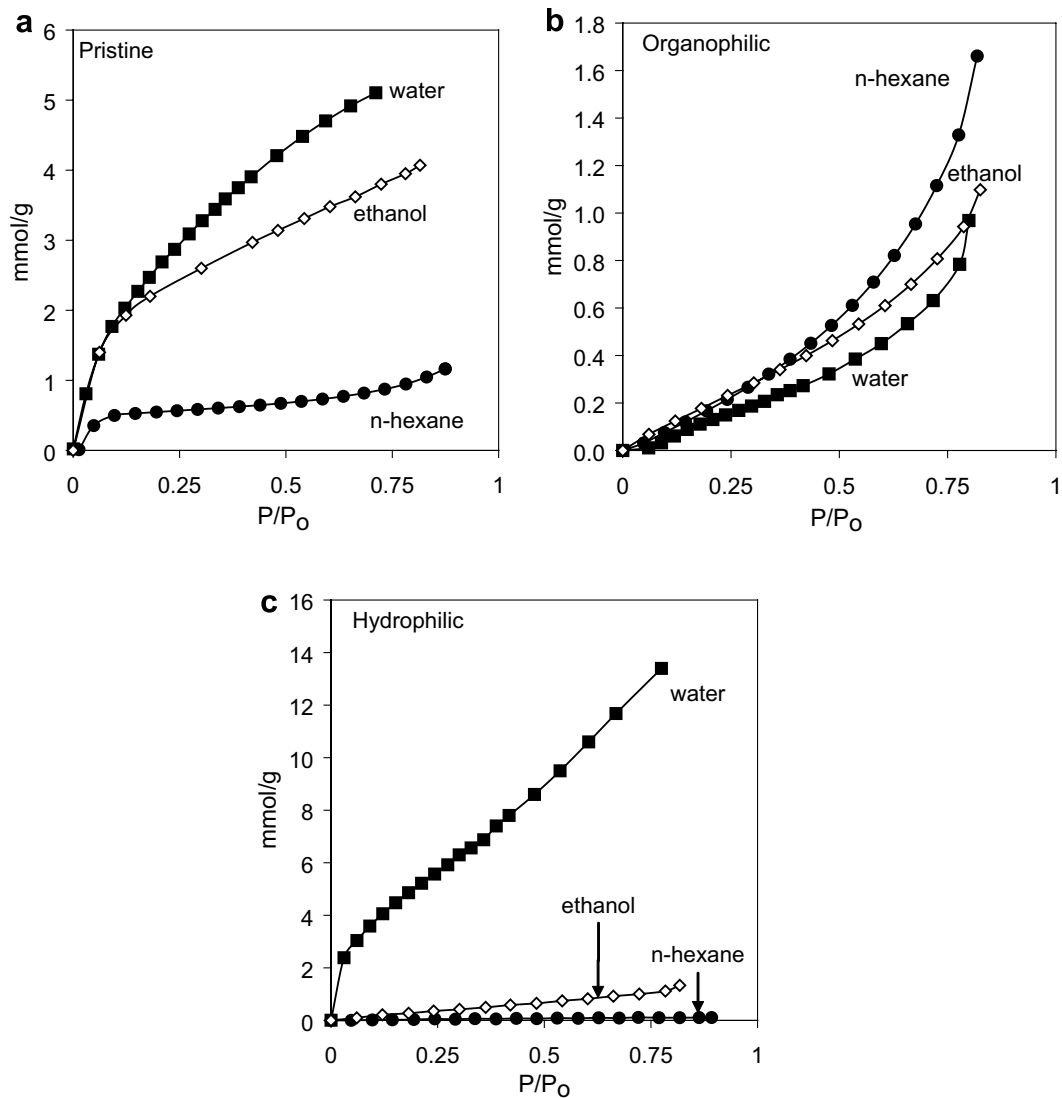 a
Pristine
6
5
4
3
2
1
0
mmol/g
water
ethanol
n-hexane
0 0.25 0.5 0.75 1
P/Po
b
Organophilic
1.8
1.6
1.4
1.2
1.0
0.8
0.6
0.4
0.2
0.0
mmol/g
n-hexane
ethanol
water
0 0.25 0.5 0.75 1
P/Po
c
Hydrophilic
16
14
12
10
8
6
4
2
0
mmol/g
water
ethanol
n-hexane
0 0.25 0.5 0.75 1
P/Po